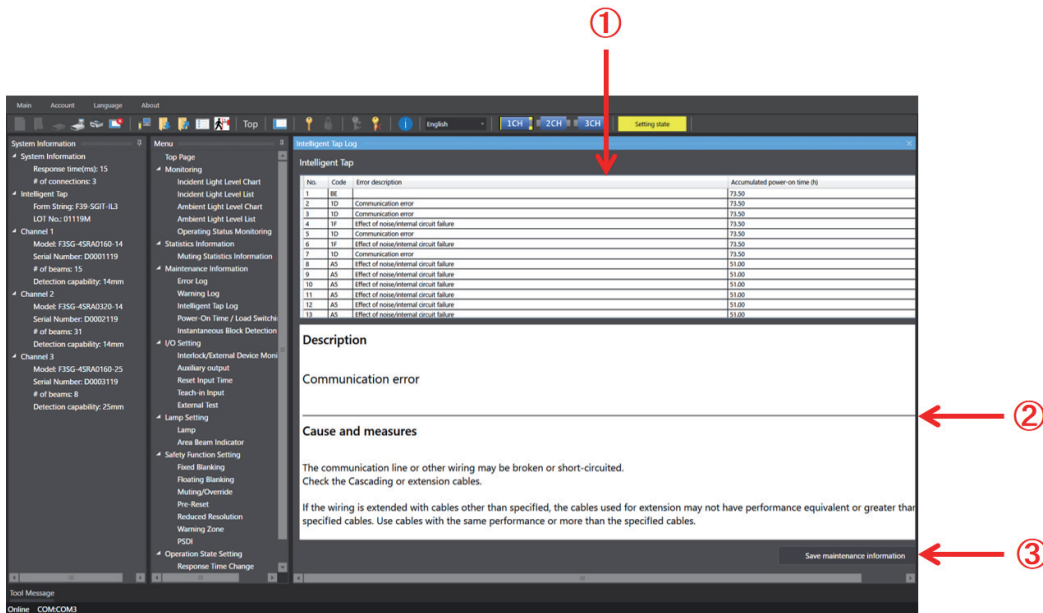 ①
Main Account Language About
Top English 1CH 2CH 3CH Setting state
System Information
System Information
Response time(ms): 15
# of connections: 3
Intelligent Tap
Form String: F39-SGIT-IL3
LOT No.: 01119M
Channel 1
Model: F3SG-4SRA0160-14
Serial Number: D0001119
# of beams: 15
Detection capability: 14mm
Channel 2
Model: F3SG-4SRA0320-14
Serial Number: D0002119
# of beams: 31
Detection capability: 14mm
Channel 3
Model: F3SG-4SRA0160-25
Serial Number: D0003119
# of beams: 8
Detection capability: 25mm
Menu
Top Page
Monitoring
Incident Light Level Chart
Incident Light Level List
Ambient Light Level Chart
Ambient Light Level List
Operating Status Monitoring
Statistics Information
Muting Statistics Information
Maintenance Information
Error Log
Warning Log
Intelligent Tap Log
Power-On Time / Load Switchi
Instantaneous Block Detection
I/O Setting
Interlock/External Device Moni
Auxiliary output
Reset Input Time
Teach-in Input
External Test
Lamp Setting
Lamp
Area Beam Indicator
Safety Function Setting
Fixed Blanking
Floating Blanking
Muting/Override
Pre-Reset
Reduced Resolution
Warning Zone
PSDI
Operation State Setting
Response Time Change
Intelligent Tap Log
Intelligent Tap
No. Code Error description Accumulated power-on time (h)
1 BE 73.50
2 1D Communication error 73.50
3 1D Communication error 73.50
4 1F Effect of noise/internal circuit failure 73.50
5 1D Communication error 73.50
6 1F Effect of noise/internal circuit failure 73.50
7 1D Communication error 73.50
8 A5 Effect of noise/internal circuit failure 51.00
9 A5 Effect of noise/internal circuit failure 51.00
10 A5 Effect of noise/internal circuit failure 51.00
11 A5 Effect of noise/internal circuit failure 51.00
12 A5 Effect of noise/internal circuit failure 51.00
13 A5 Effect of noise/internal circuit failure 51.00
Description
Communication error
②
Cause and measures
The communication line or other wiring may be broken or short-circuited.
Check the Cascading or extension cables.
If the wiring is extended with cables other than specified, the cables used for extension may not have performance equivalent or greater than
specified cables. Use cables with the same performance or more than the specified cables.
Save maintenance information
③
Tool Message
Online COM:COM3